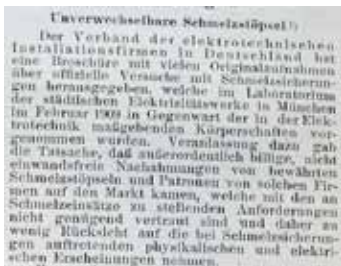 Unverwechselbare Schmelzstöpsel¹)
Der Verband der elektrotechnischen
Installationsfirmen in Deutschland hat
eine Broschüre mit vielen Originalaufnahmen
über offizielle Versuche mit Schmelzsicherun-
gen herausgegeben, welche im Laboratorium
der städtischen Elektrizitätswerke in München
im Februar 1909 in Gegenwart der in der Elek-
trotechnik maßgebenden Körperschaften vor-
genommen wurden. Veranlassung dazu gab
die Tatsache, daß außerordentlich billige, nicht
einwandsfreie Nachahmungen von bewährten
Schmelzstöpseln und Patronen von solchen Fir-
men auf den Markt kamen, welche mit den an
Schmelzeinsätze zu stellenden Anforderungen
nicht genügend vertraut sind und daher zu
wenig Rücksicht auf die bei Schmelzsicherun-
gen auftretenden physikalischen und elektri-
schen Erscheinungen nehmen.